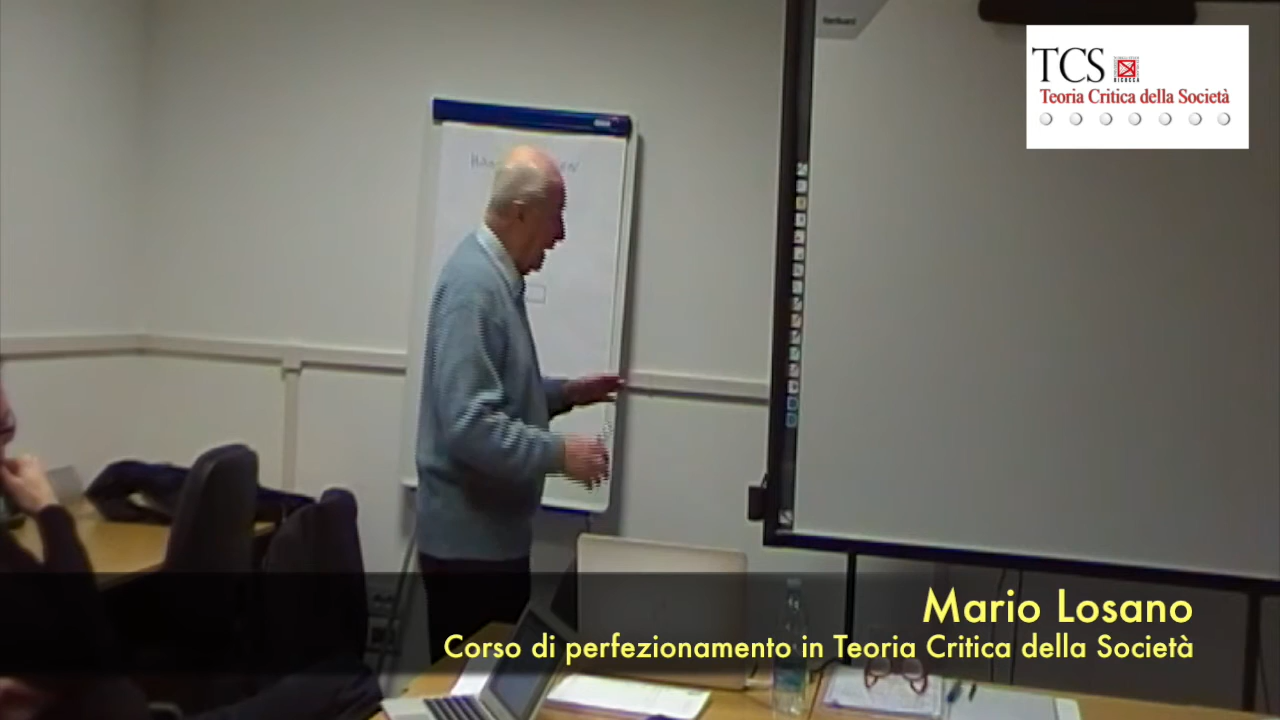 TCS
Teoria Critica della Società
Mario Losano
Corso di perfezionamento in Teoria Critica della Società